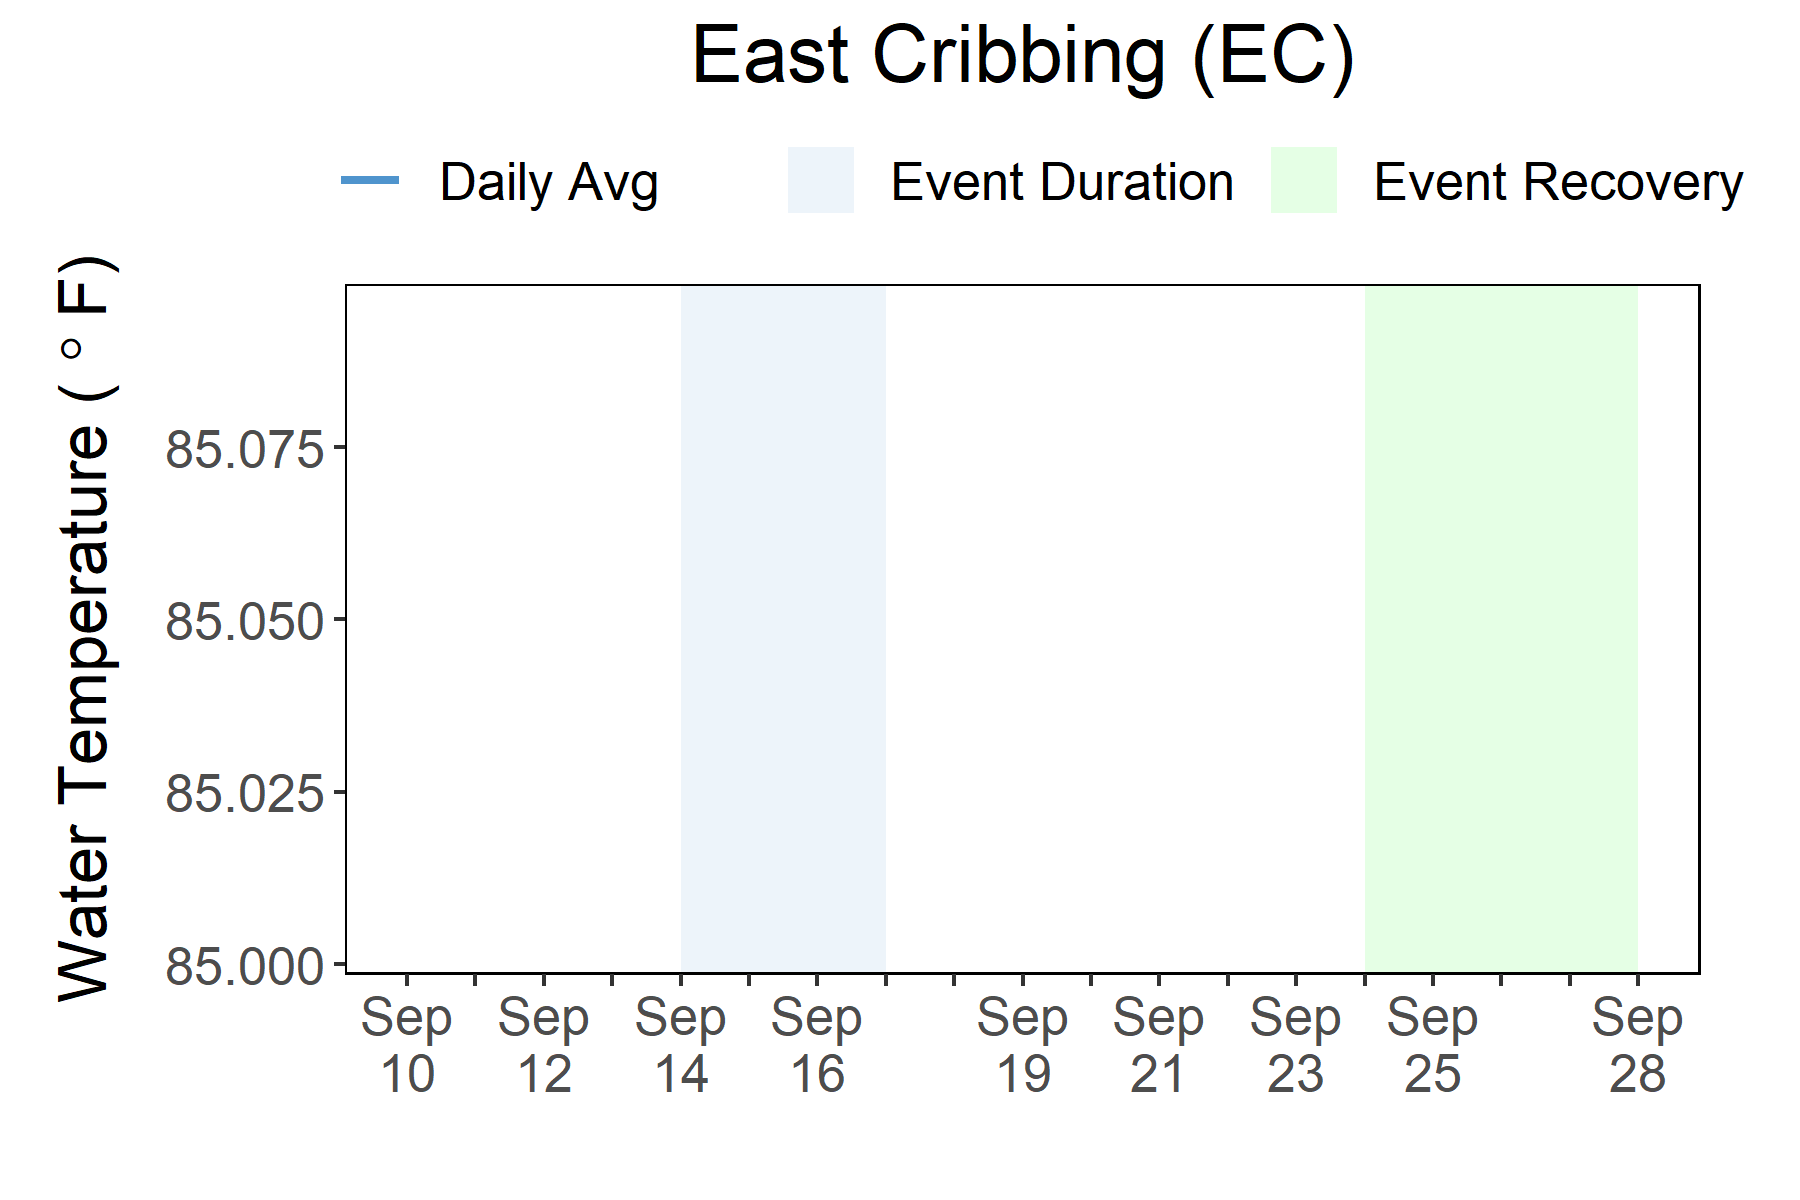 East Cribbing (EC)
Daily Avg Event Duration Event Recovery
Water Temperature ( ° F)
85.075
85.050
85.025
85.000
Sep Sep Sep Sep Sep Sep Sep Sep Sep
10 12 14 16 19 21 23 25 28